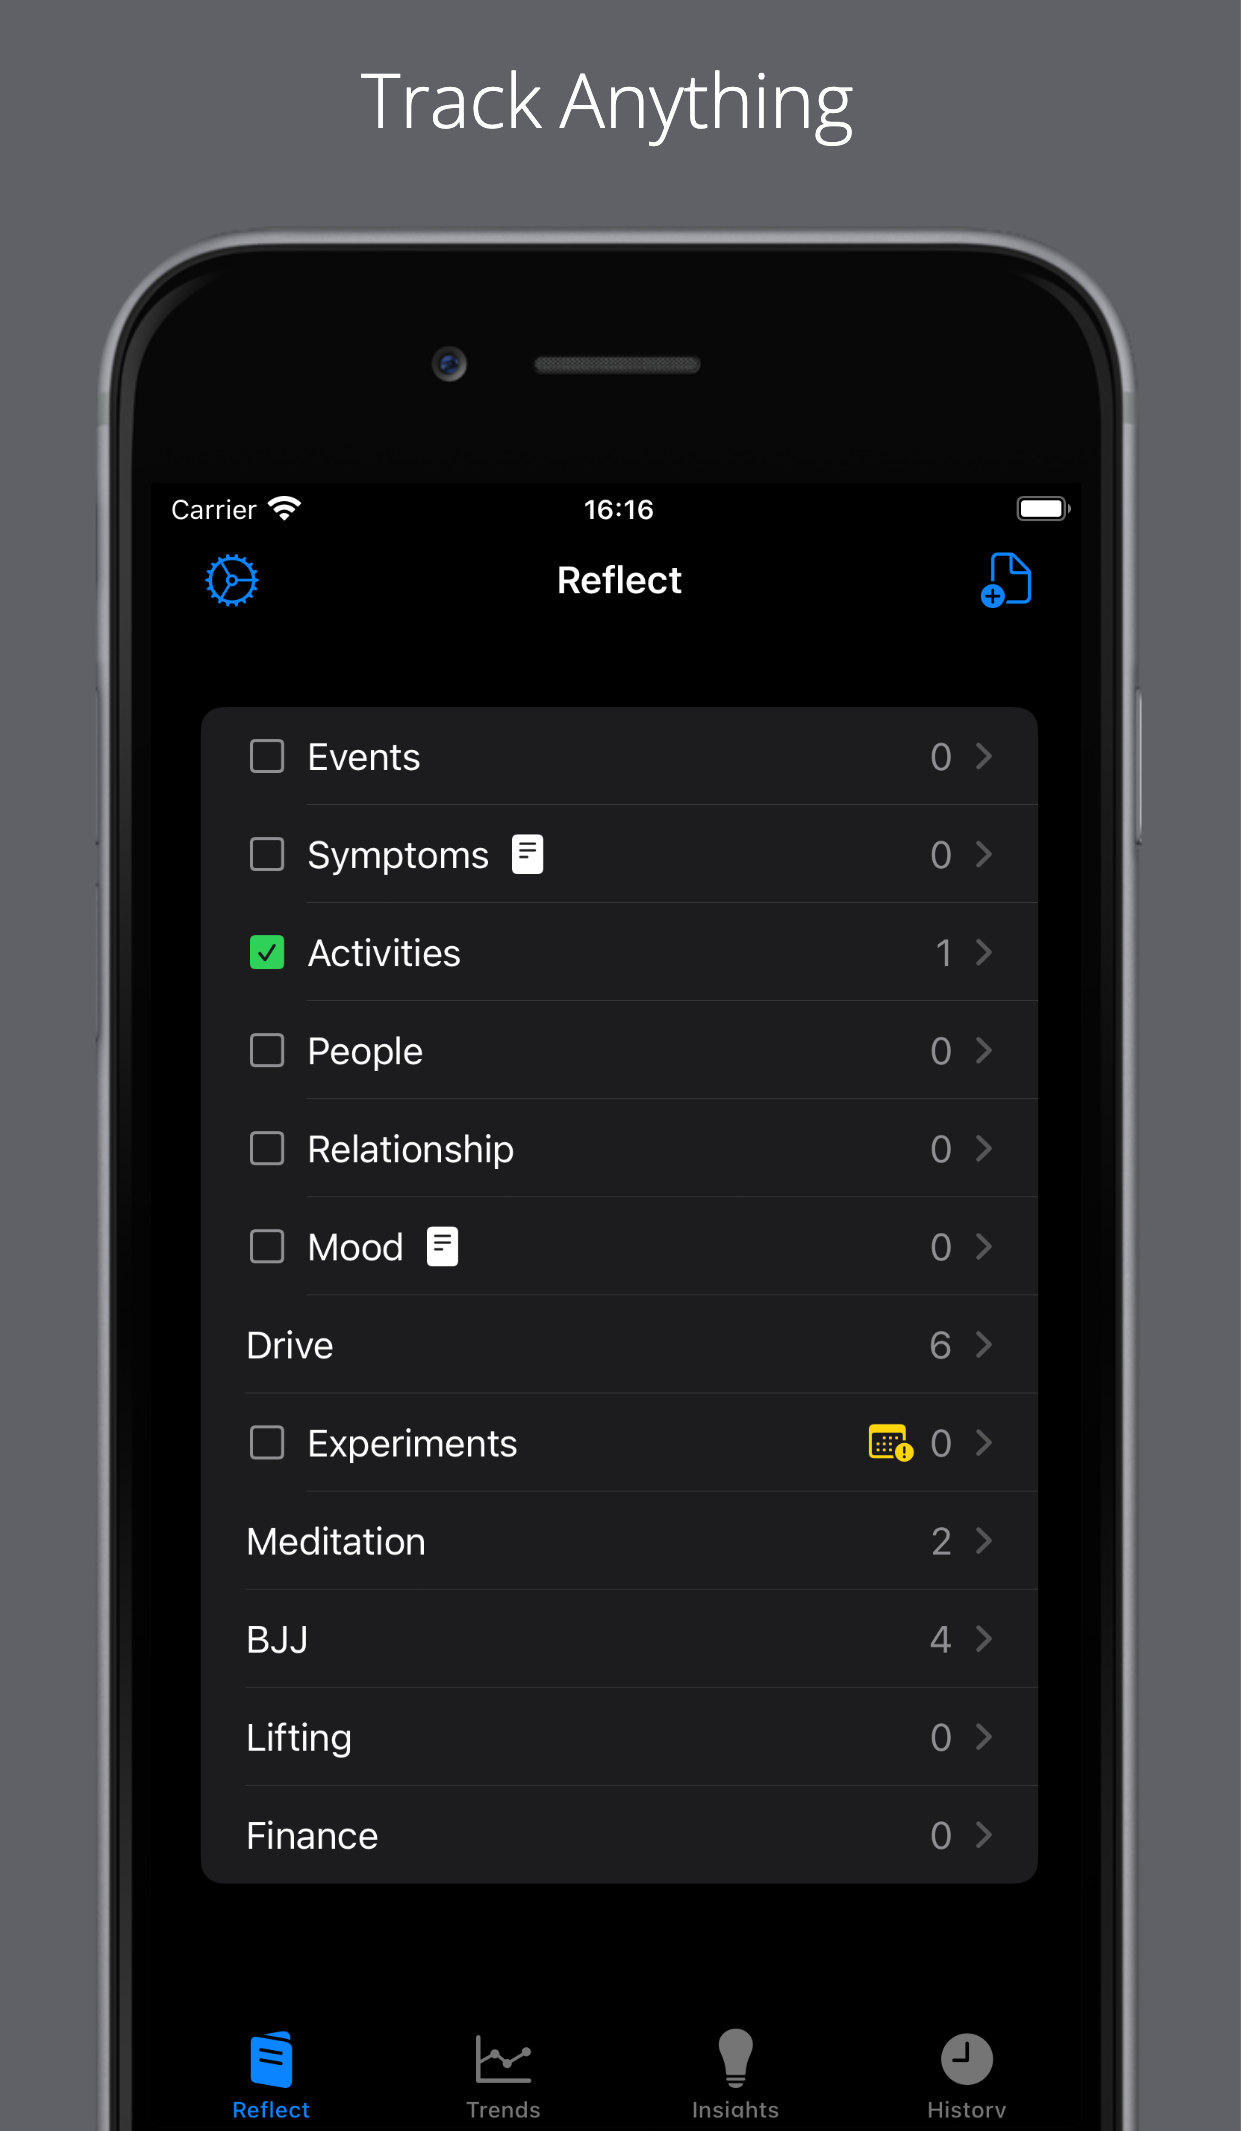 Track Anything
Carrier 16:16
Reflect
Events 0
Symptoms 0
Activities 1
People 0
Relationship 0
Mood 0
Drive 6
Experiments 0
Meditation 2
BJJ 4
Lifting 0
Finance 0
Reflect Trends Insights History